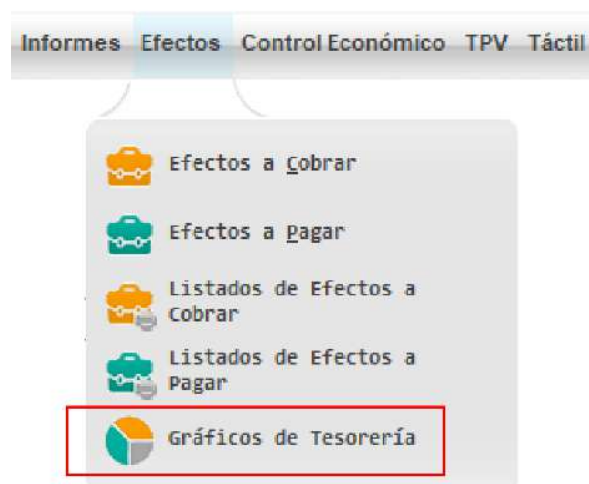 Informes Efectos Control Económico TPV Táctil
Efectos a Cobrar
Efectos a Pagar
Listados de Efectos a
Cobrar
Listados de Efectos a
Pagar
Gráficos de Tesorería